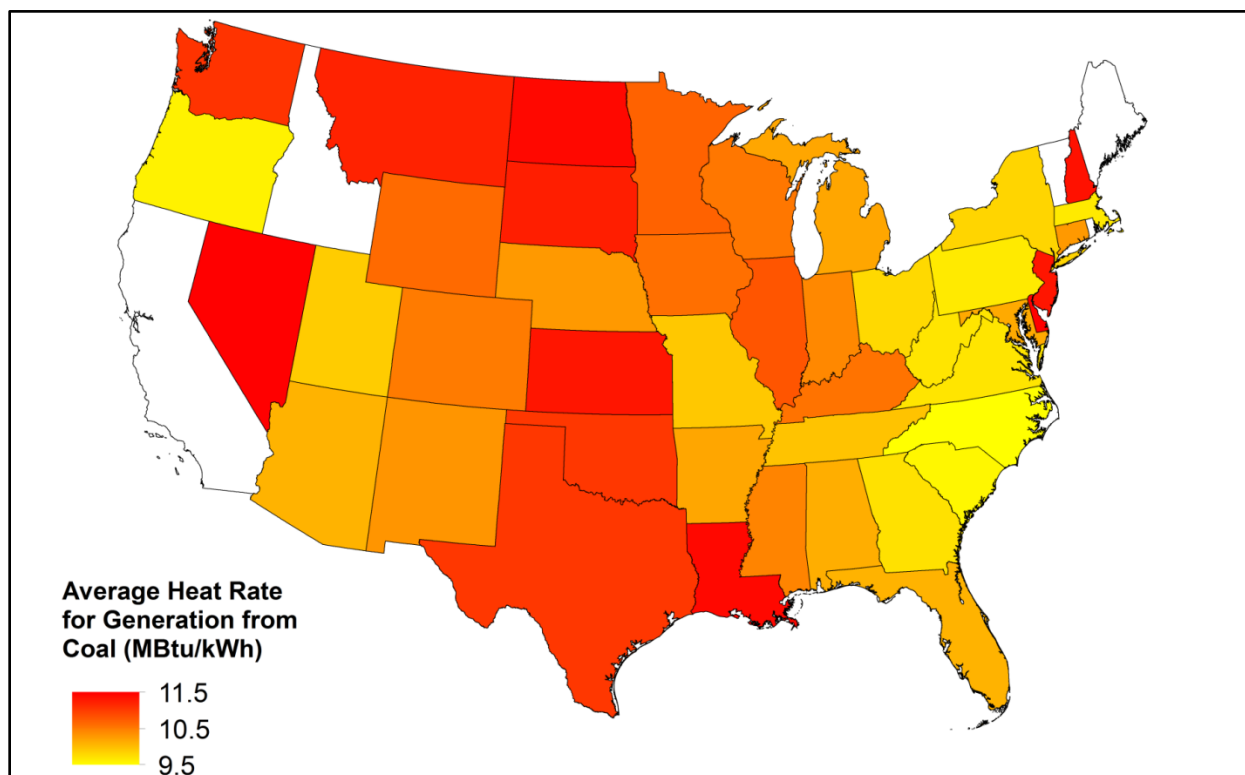 Average Heat Rate
for Generation from
Coal (MBtu/kWh)
11.5
10.5
9.5